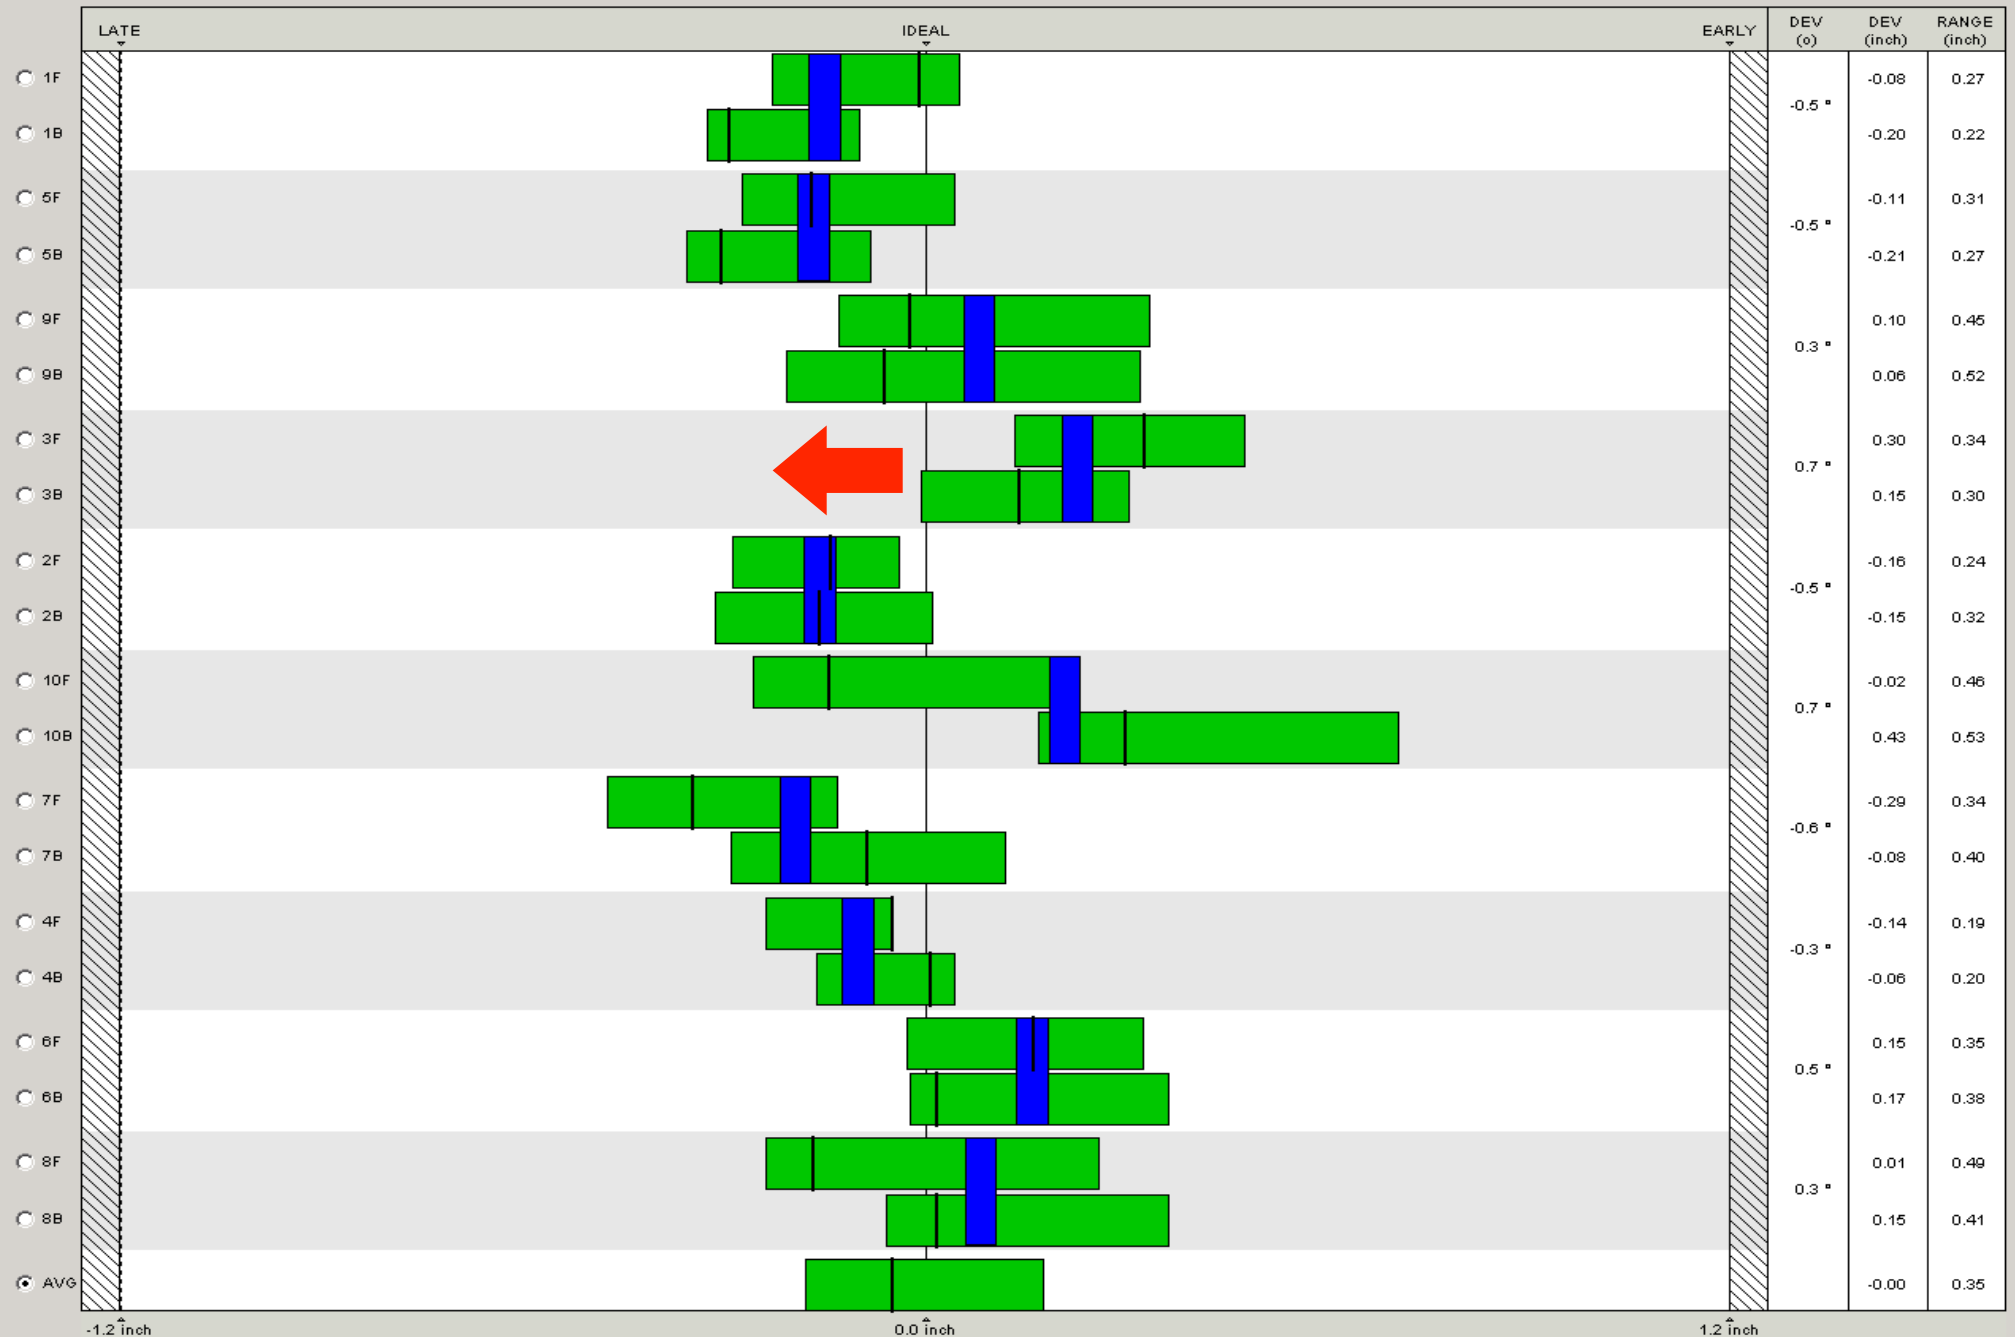 LATE IDEAL EARLY DEV (o) DEV (inch) RANGE (inch)
1F -0.08 0.27
-0.5 °
1B -0.20 0.22
5F -0.11 0.31
-0.5 °
5B -0.21 0.27
9F 0.10 0.45
0.3 °
9B 0.06 0.52
3F 0.30 0.34
0.7 °
3B 0.15 0.30
2F -0.16 0.24
-0.5 °
2B -0.15 0.32
10F -0.02 0.46
0.7 °
10B 0.43 0.53
7F -0.29 0.34
-0.6 °
7B -0.08 0.40
4F -0.14 0.19
-0.3 °
4B -0.06 0.20
6F 0.15 0.35
0.5 °
6B 0.17 0.38
8F 0.01 0.49
0.3 °
8B 0.15 0.41
AVG -0.00 0.35
-1.2 inch 0.0 inch 1.2 inch